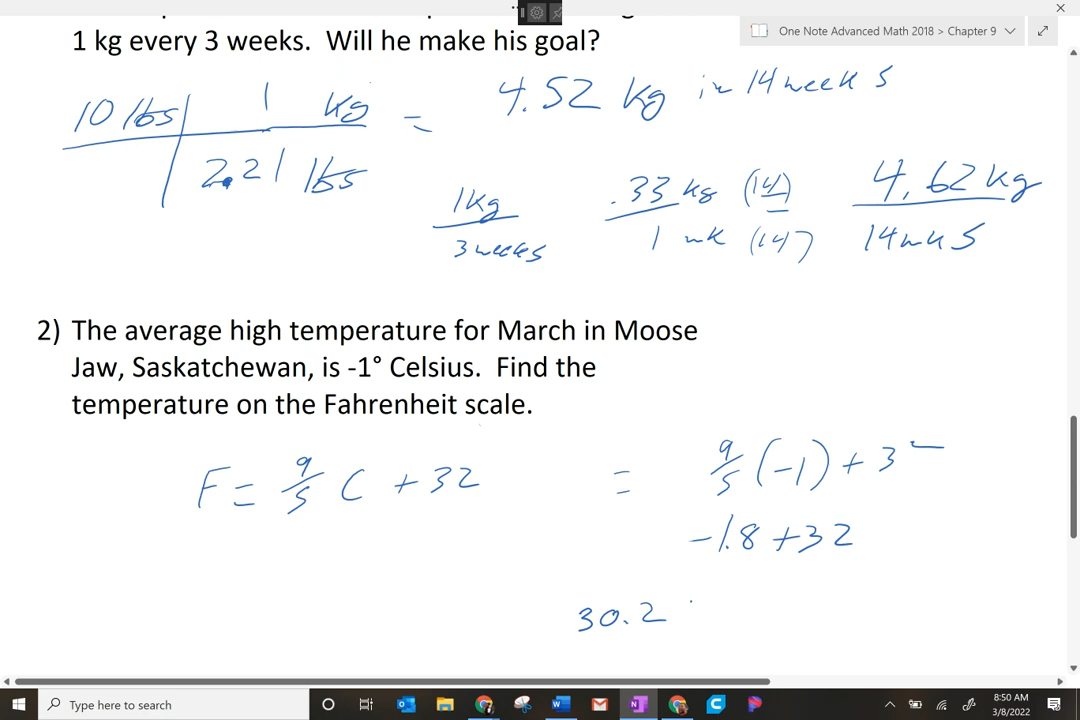 1 kg every 3 weeks. Will he make his goal?
One Note Advanced Math 2018 > Chapter 9
10 lbs | 1 kg = 4.52 kg in 14 weeks
2.21 lbs
1kg .33 kg (14) 4.62 kg
3 weeks 1 wk (14) 14 wks
2) The average high temperature for March in Moose
Jaw, Saskatchewan, is -1° Celsius. Find the
temperature on the Fahrenheit scale.
F = 9/5 C + 32 = 9/5 (-1) + 32
-1.8 + 32
30.2
Type here to search
8:50 AM
3/8/2022